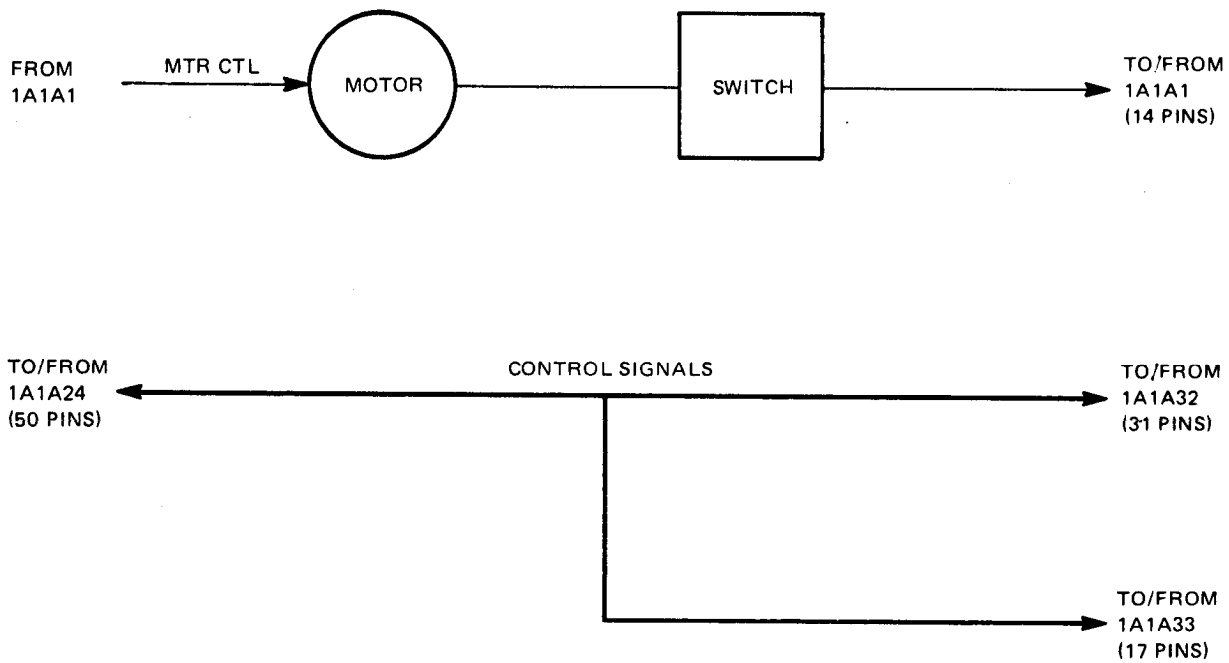 FROM
1A1A1
MTR CTL
MOTOR
SWITCH
TO/FROM
1A1A1
(14 PINS)
TO/FROM
1A1A24
(50 PINS)
CONTROL SIGNALS
TO/FROM
1A1A32
(31 PINS)
TO/FROM
1A1A33
(17 PINS)